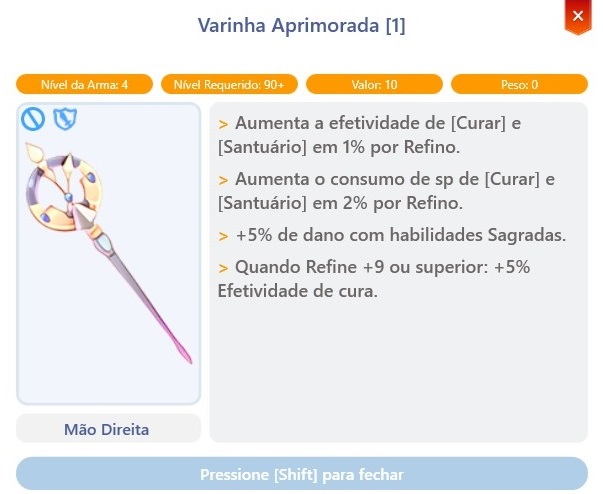 Varinha Aprimorada [1]
Nível da Arma: 4
Nível Requerido: 90+
Valor: 10
Peso: 0
> Aumenta a efetividade de [Curar] e
[Santuário] em 1% por Refino.
> Aumenta o consumo de sp de [Curar] e
[Santuário] em 2% por Refino.
> +5% de dano com habilidades Sagradas.
> Quando Refine +9 ou superior: +5%
Efetividade de cura.
Mão Direita
Pressione [Shift] para fechar